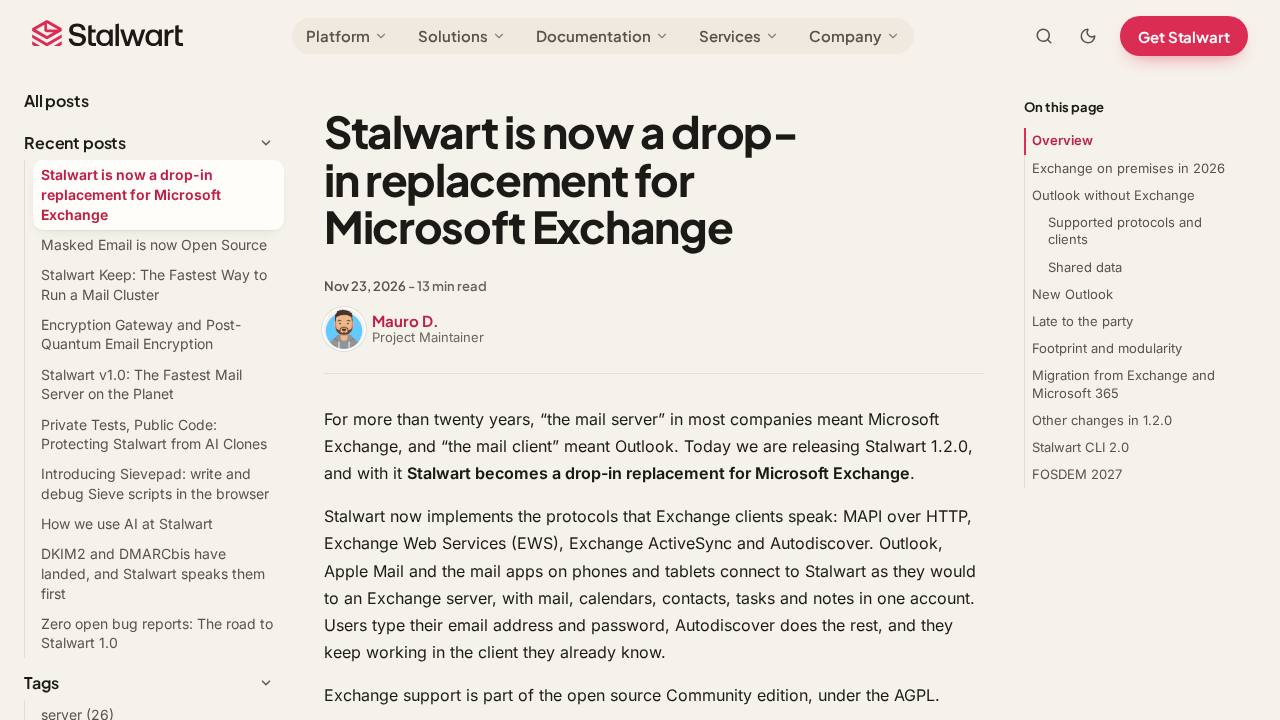 Stalwart
Platform
Solutions
Documentation
Services
Company
Get Stalwart
All posts
Recent posts
Stalwart is now a drop-in
replacement for Microsoft
Exchange
Masked Email is now Open Source
Stalwart Keep: The Fastest Way to
Run a Mail Cluster
Encryption Gateway and Post-
Quantum Email Encryption
Stalwart v1.0: The Fastest Mail
Server on the Planet
Private Tests, Public Code:
Protecting Stalwart from AI Clones
Introducing Sievepad: write and
debug Sieve scripts in the browser
How we use AI at Stalwart
DKIM2 and DMARCbis have
landed, and Stalwart speaks them
first
Zero open bug reports: The road to
Stalwart 1.0
Tags
server (26)
Stalwart is now a drop-
in replacement for
Microsoft Exchange
Nov 23, 2026 – 13 min read
Mauro D.
Project Maintainer
For more than twenty years, “the mail server” in most companies meant Microsoft
Exchange, and “the mail client” meant Outlook. Today we are releasing Stalwart 1.2.0,
and with it Stalwart becomes a drop-in replacement for Microsoft Exchange.
Stalwart now implements the protocols that Exchange clients speak: MAPI over HTTP,
Exchange Web Services (EWS), Exchange ActiveSync and Autodiscover. Outlook,
Apple Mail and the mail apps on phones and tablets connect to Stalwart as they would
to an Exchange server, with mail, calendars, contacts, tasks and notes in one account.
Users type their email address and password, Autodiscover does the rest, and they
keep working in the client they already know.
Exchange support is part of the open source Community edition, under the AGPL.
On this page
Overview
Exchange on premises in 2026
Outlook without Exchange
Supported protocols and
clients
Shared data
New Outlook
Late to the party
Footprint and modularity
Migration from Exchange and
Microsoft 365
Other changes in 1.2.0
Stalwart CLI 2.0
FOSDEM 2027